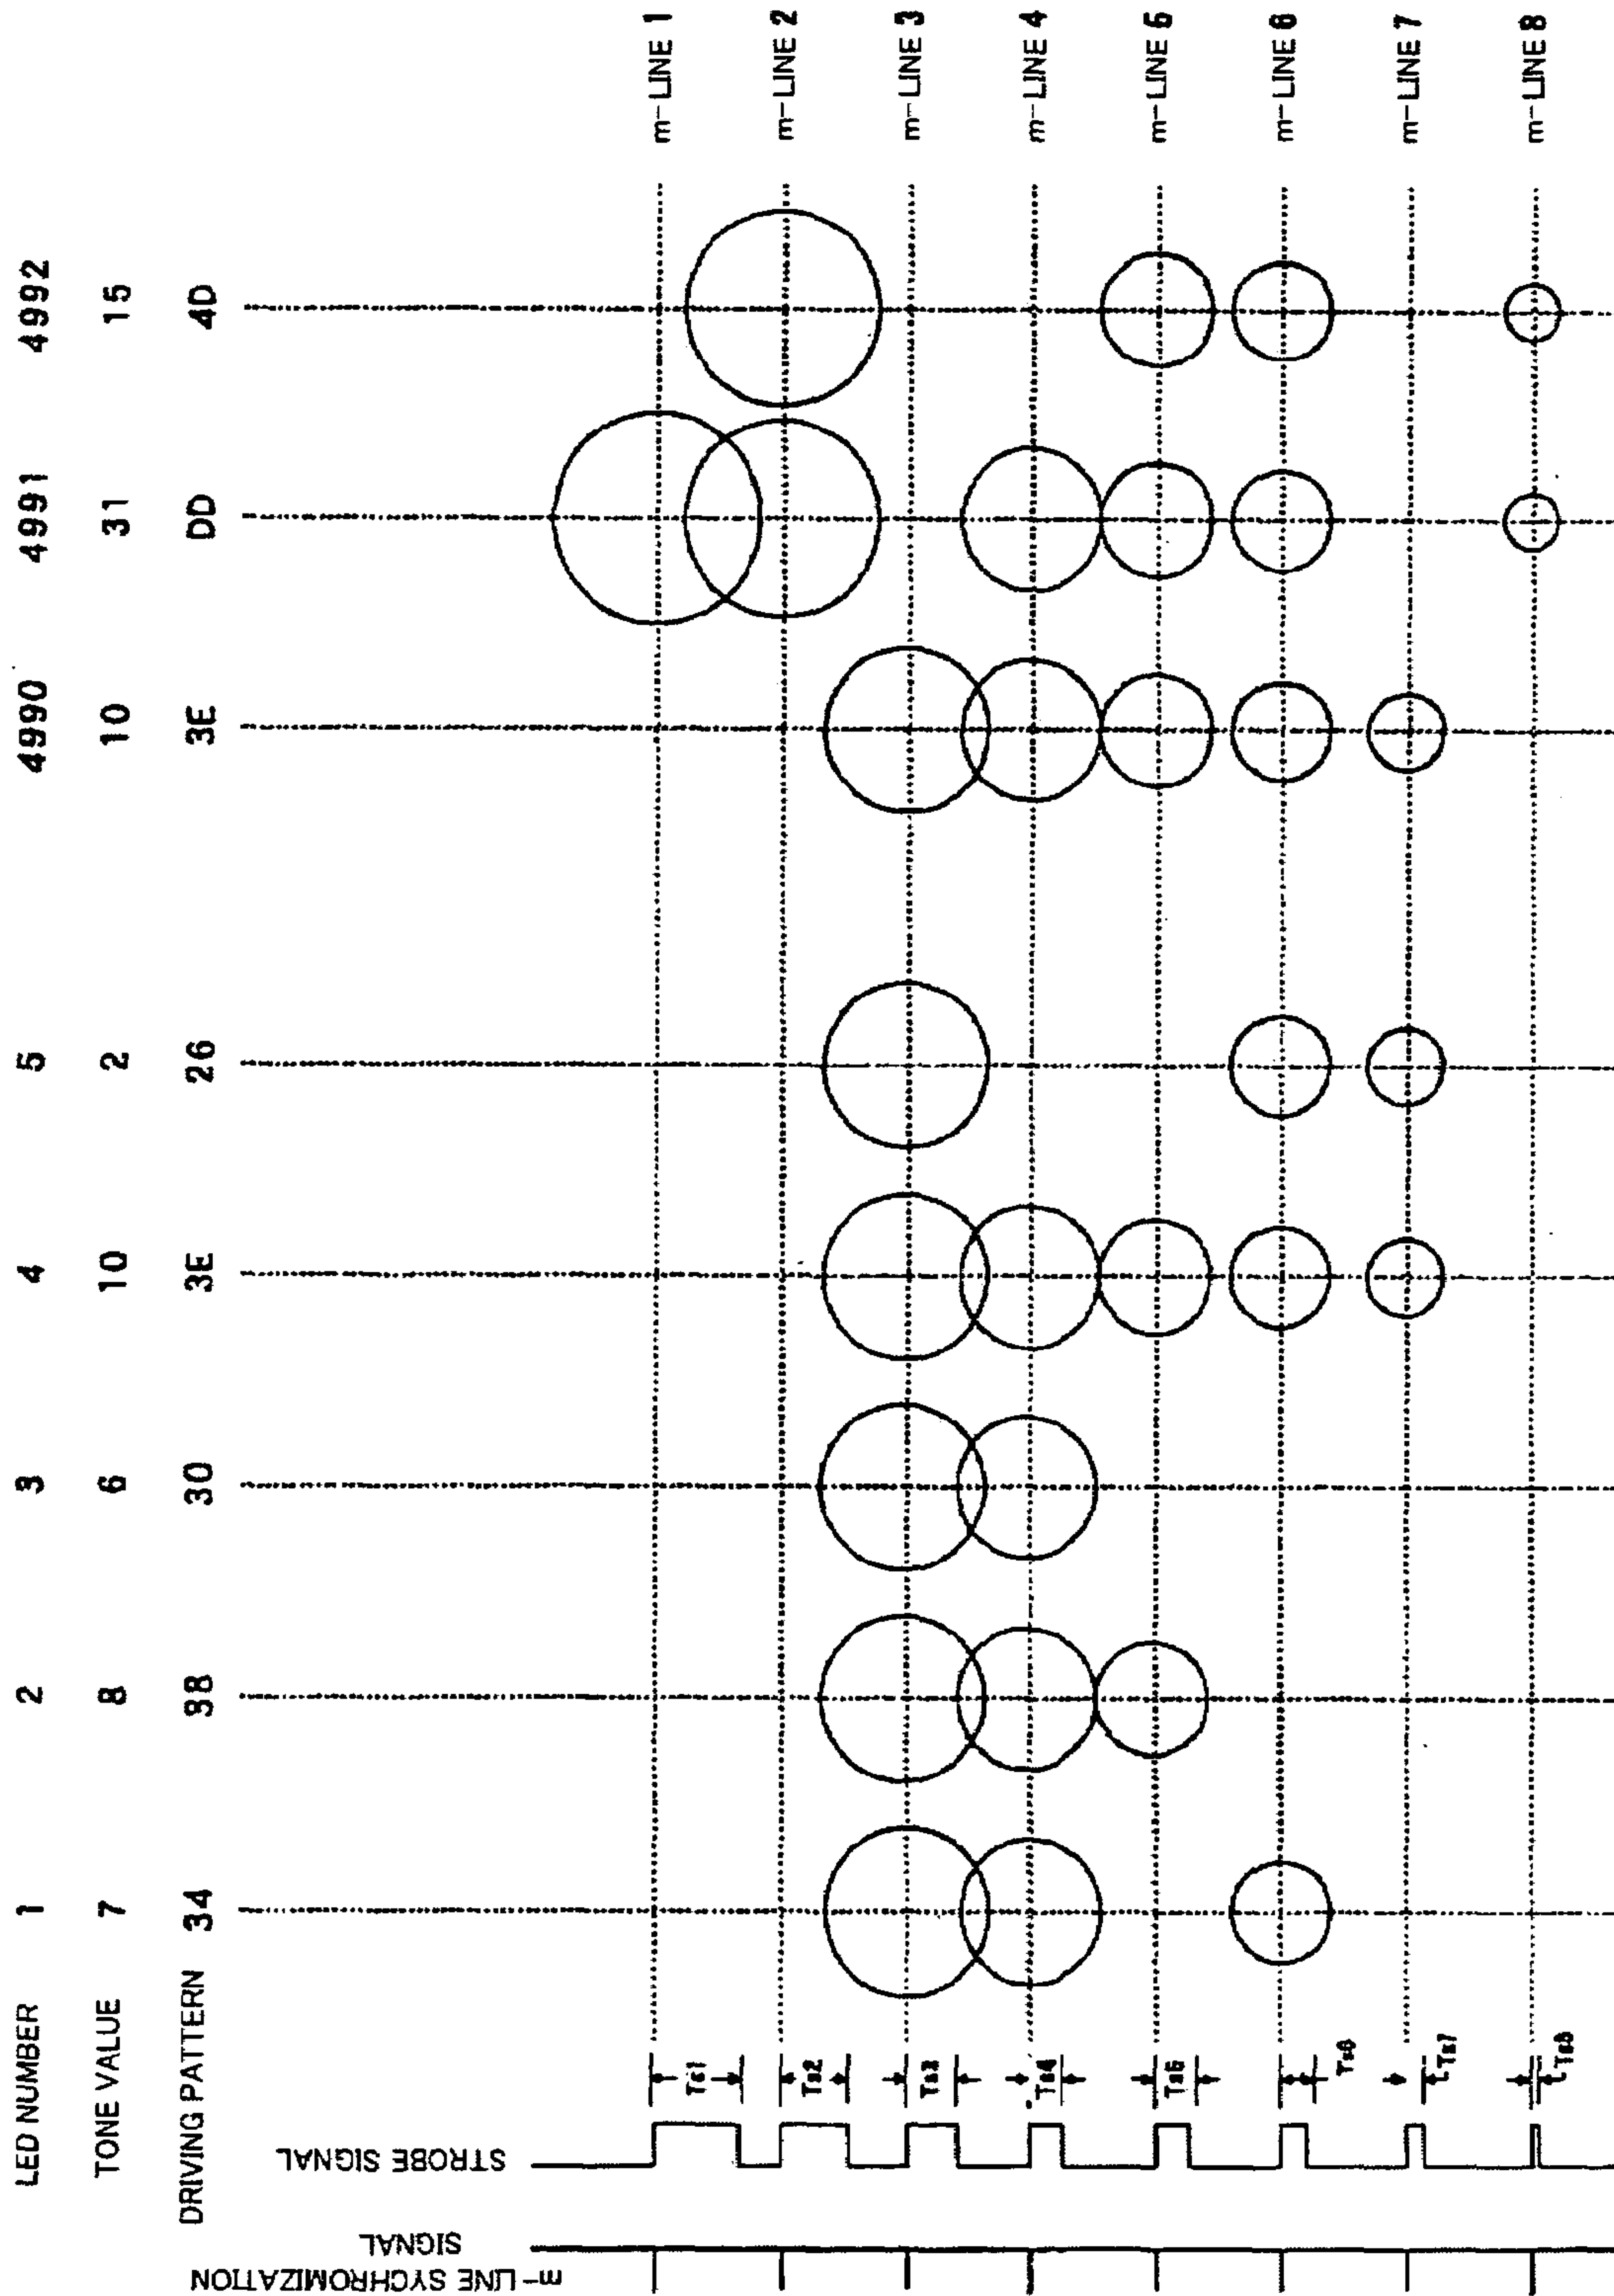 LED NUMBER 1 2 3 4 5 4990 4991 4992
TONE VALUE 7 8 6 10 2 10 31 15
DRIVING PATTERN 34 38 30 3E 26 3E DD 4D
m-LINE SYCHROMIZATION
SIGNAL
STROBE SIGNAL
Ts1 m-LINE 1
Ts2 m-LINE 2
Ts3 m-LINE 3
Ts4 m-LINE 4
Ts5 m-LINE 5
Ts6 m-LINE 6
Ts7 m-LINE 7
Ts8 m-LINE 8